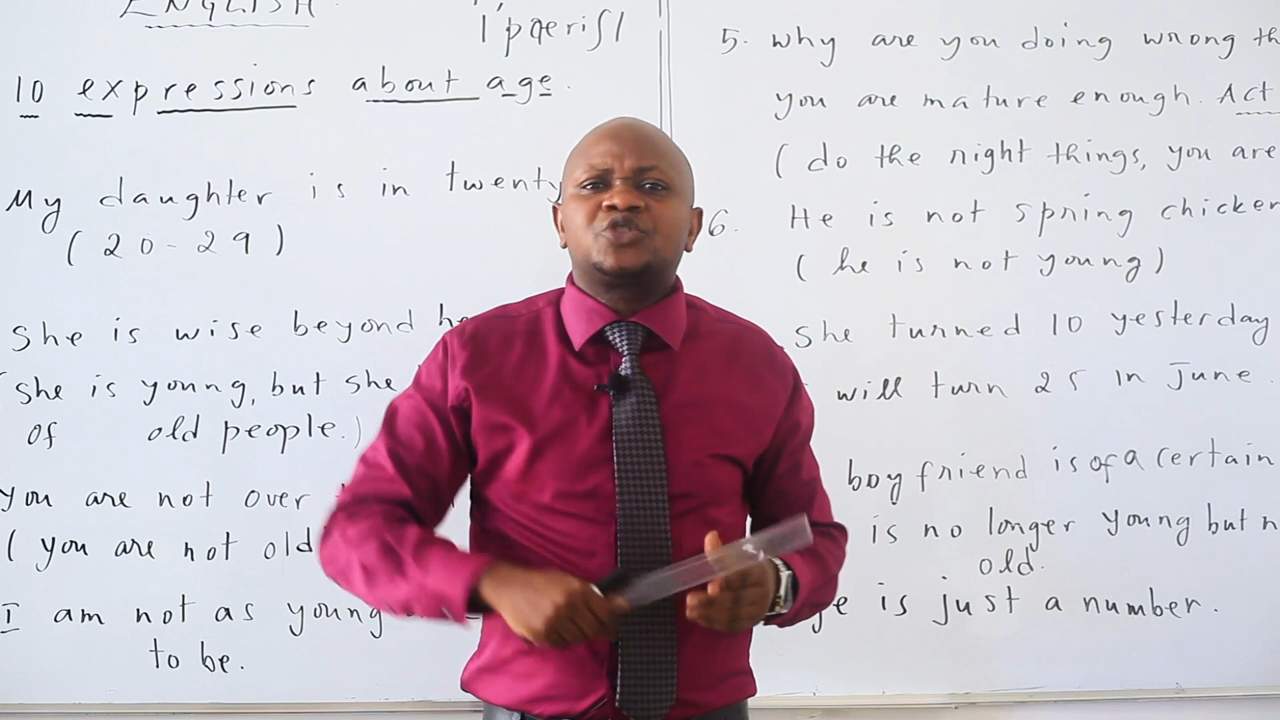 ENGLISH
10 expressions about age.
My daughter is in twenty
(20-29)
She is wise beyond
She is young, but she
of old people.)
you are not over
(you are not old
I am not as young
to be.
5. why are you doing wrong
you are mature enough. Act
(do the right things, you are
6. He is not spring chicken
(he is not young)
She turned 10 yesterday
will turn 25 in June.
boyfriend is of a certain
is no longer young but
old.
is just a number.